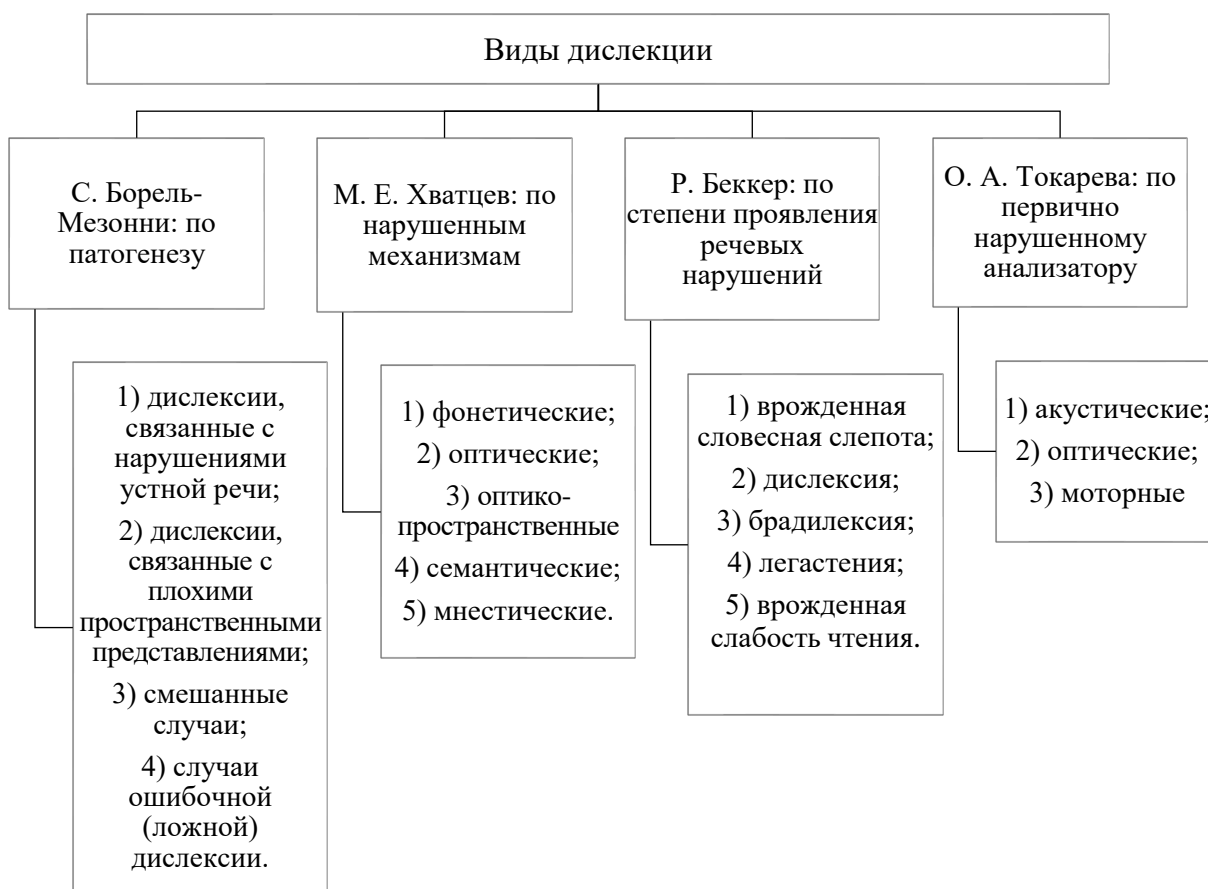 Виды дислекции
С. Борель-
Мезонни: по
патогенезу
М. Е. Хватцев: по
нарушенным
механизмам
Р. Беккер: по
степени проявления
речевых
нарушений
О. А. Токарева: по
первично
нарушенному
анализатору
1) дислексии,
связанные с
нарушениями
устной речи;
2) дислексии,
связанные с
плохими
пространственными
представлениями;
3) смешанные
случаи;
4) случаи
ошибочной
(ложной)
дислексии.
1) фонетические;
2) оптические;
3) оптико-
пространственные
4) семантические;
5) мнестические.
1) врожденная
словесная слепота;
2) дислексия;
3) брадилексия;
4) легастения;
5) врожденная
слабость чтения.
1) акустические;
2) оптические;
3) моторные